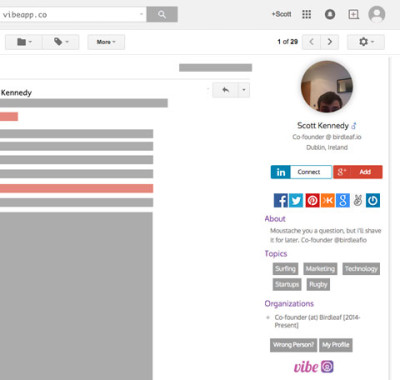 vibeapp.co
+Scott
More
1 of 29
Kennedy
Scott Kennedy
Co-founder @ birdleaf.io
Dublin, Ireland
in Connect
g+ Add
About
Moustache you a question, but i'll shave
it for later. Co-founder @birdleafio
Topics
Surfing Marketing Technology
Startups Rugby
Organizations
Co-founder (at) Birdleaf [2014-
Present]
Wrong Person? My Profile
vibe